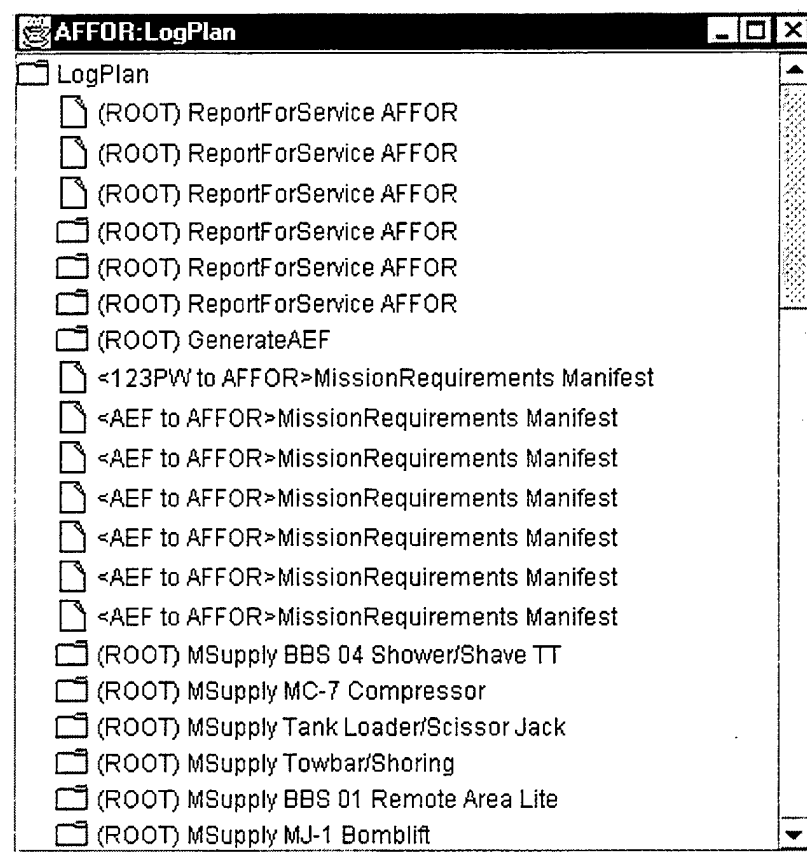 AFFOR:LogPlan
LogPlan
(ROOT) ReportForService AFFOR
(ROOT) ReportForService AFFOR
(ROOT) ReportForService AFFOR
(ROOT) ReportForService AFFOR
(ROOT) ReportForService AFFOR
(ROOT) ReportForService AFFOR
(ROOT) GenerateAEF
<123PW to AFFOR>MissionRequirements Manifest
<AEF to AFFOR>MissionRequirements Manifest
<AEF to AFFOR>MissionRequirements Manifest
<AEF to AFFOR>MissionRequirements Manifest
<AEF to AFFOR>MissionRequirements Manifest
<AEF to AFFOR>MissionRequirements Manifest
<AEF to AFFOR>MissionRequirements Manifest
(ROOT) MSupply BBS 04 Shower/Shave TT
(ROOT) MSupply MC-7 Compressor
(ROOT) MSupply Tank Loader/Scissor Jack
(ROOT) MSupply Towbar/Shoring
(ROOT) MSupply BBS 01 Remote Area Lite
(ROOT) MSupply MJ-1 Bomblift